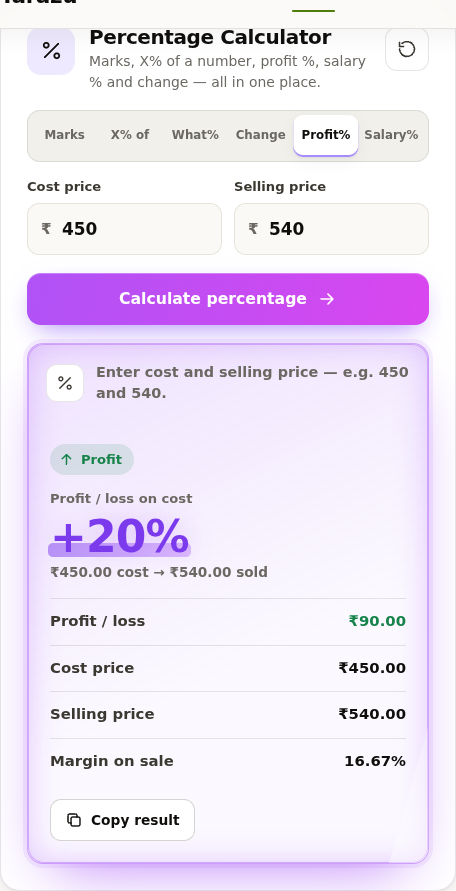 Percentage Calculator
Marks, X% of a number, profit %, salary
% and change — all in one place.
Marks X% of What% Change Profit% Salary%
Cost price Selling price
₹ 450 ₹ 540
Calculate percentage →
Enter cost and selling price — e.g. 450
and 540.
↑ Profit
Profit / loss on cost
+20%
₹450.00 cost → ₹540.00 sold
Profit / loss ₹90.00
Cost price ₹450.00
Selling price ₹540.00
Margin on sale 16.67%
Copy result